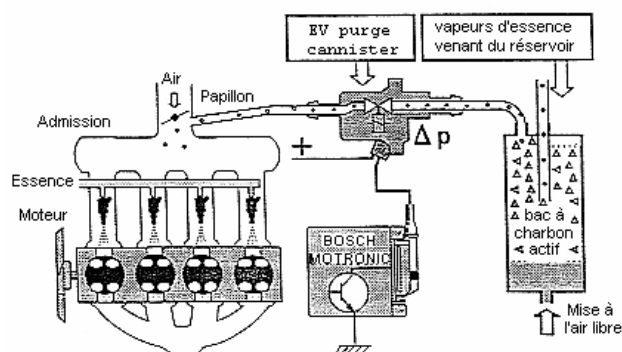 EV purge
cannister
vapeurs d'essence
venant du réservoir
Air
Papillon
Admission
+
Δ p
Essence
Moteur
BOSCH
MOTRONIC
bac à
charbon
actif
Mise à
l'air libre